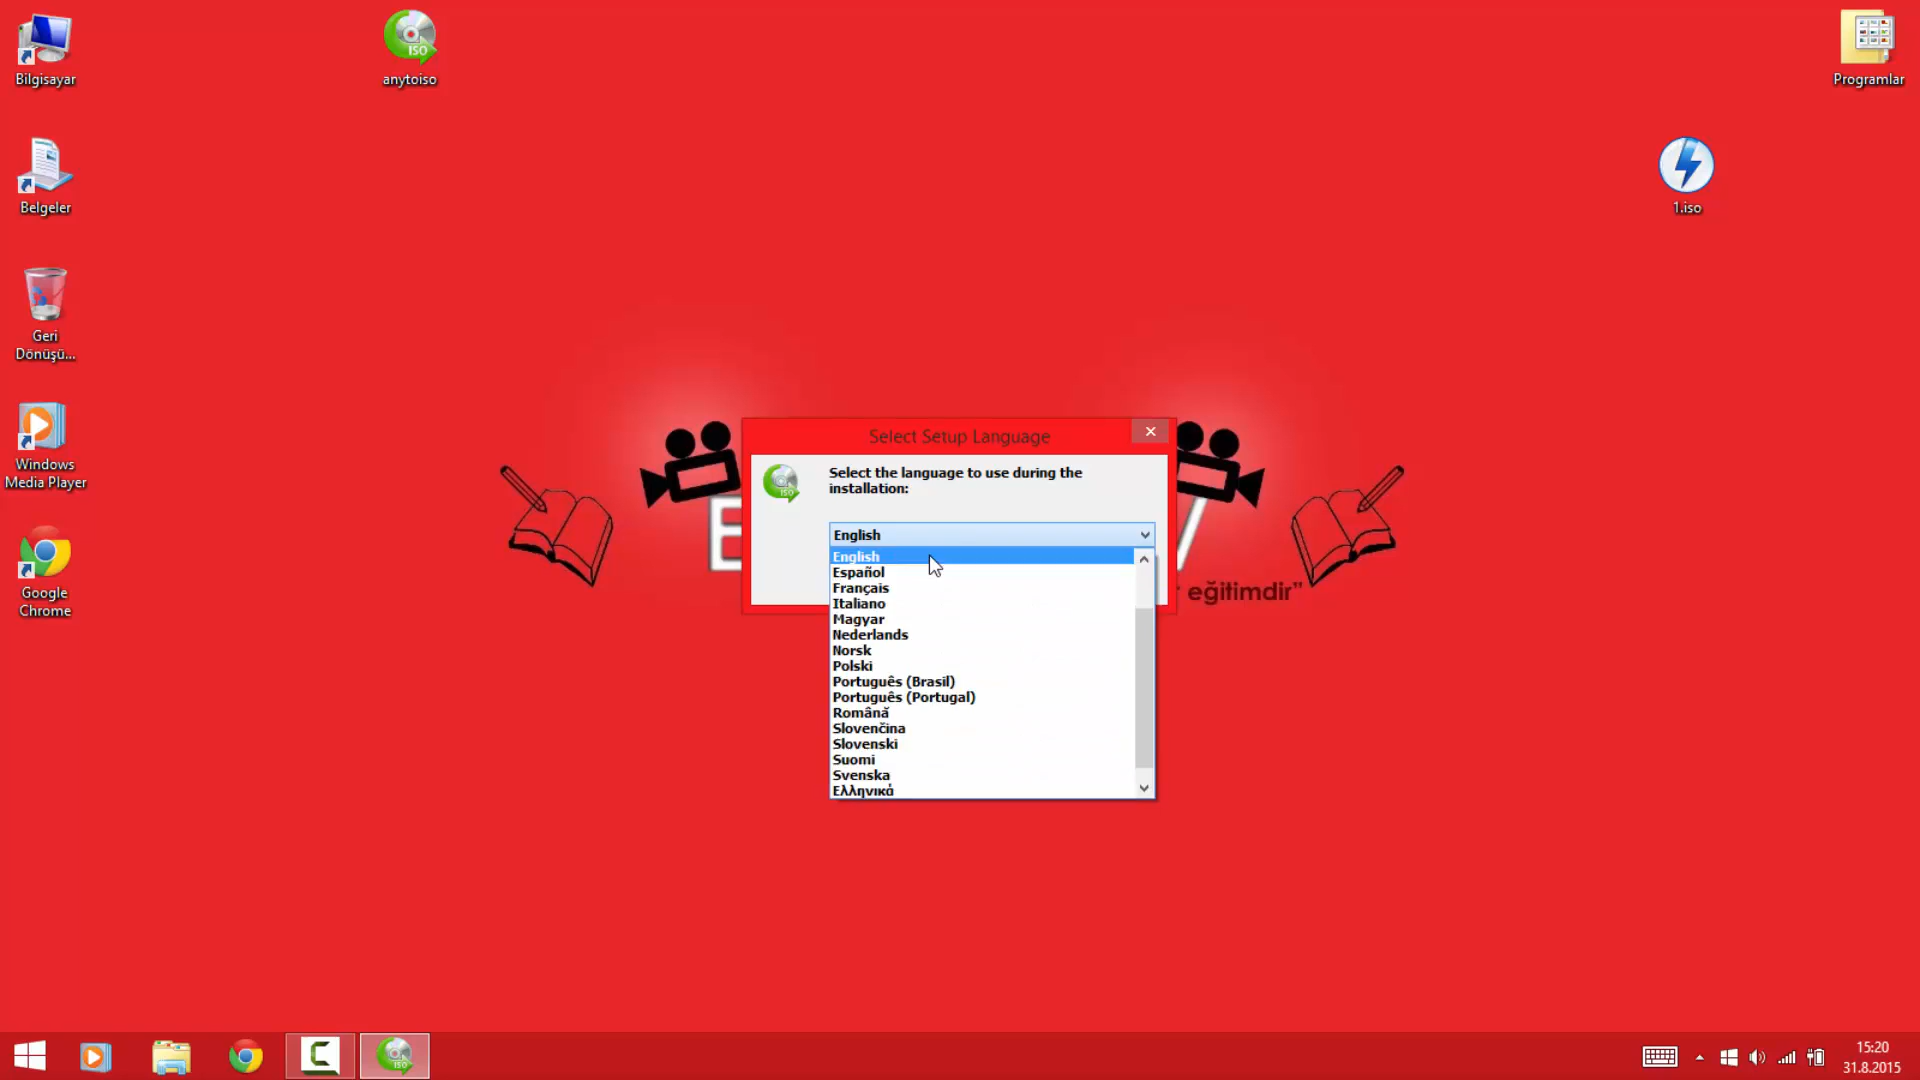 Bilgisayar
anytoiso
Programlar
Belgeler
1.iso
Geri
Dönüşü...
Windows
Media Player
Google
Chrome
Select Setup Language
ISO
Select the language to use during the
installation:
English
English
Español
Français
Italiano
Magyar
Nederlands
Norsk
Polski
Português (Brasil)
Português (Portugal)
Română
Slovenčina
Slovenski
Suomi
Svenska
Ελληνικά
eğitimdir"
15:20
31.8.2015